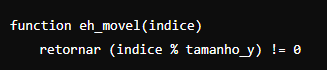 function eh_movel(indice)
    retornar (indice % tamanho_y) != 0